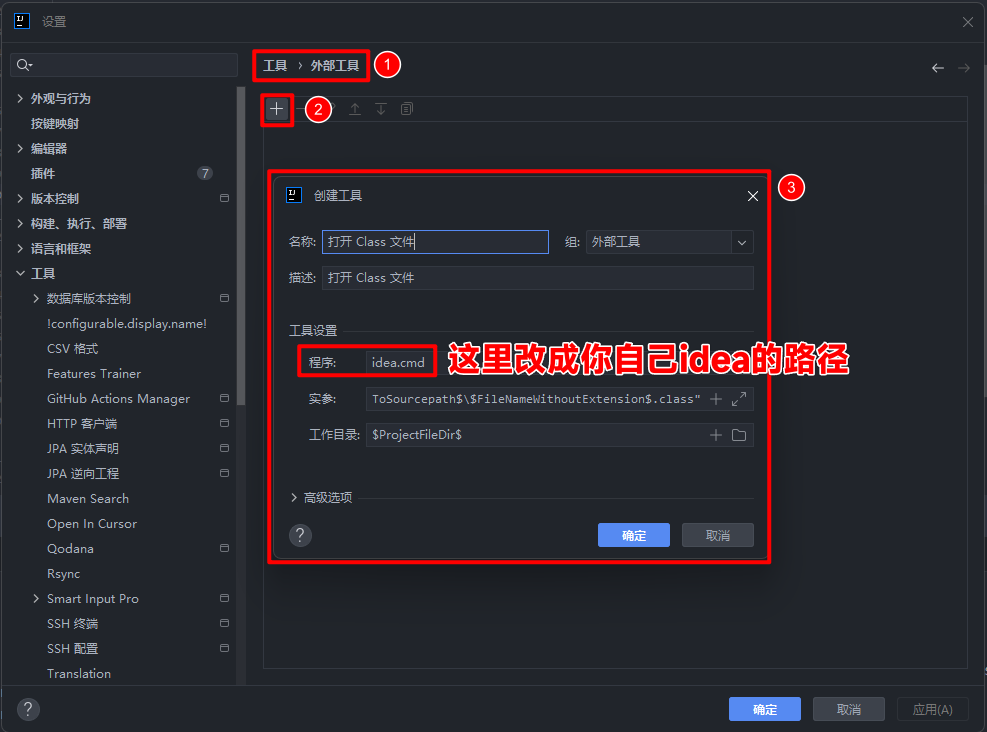 设置
工具 › 外部工具 1
2
外观与行为
按键映射
编辑器
插件 7
版本控制
构建、执行、部署
语言和框架
工具
数据库版本控制
!configurable.display.name!
CSV 格式
Features Trainer
GitHub Actions Manager
HTTP 客户端
JPA 实体声明
JPA 逆向工程
Maven Search
Open In Cursor
Qodana
Rsync
Smart Input Pro
SSH 终端
SSH 配置
Translation
3
创建工具
名称: 打开 Class 文件 组: 外部工具
描述: 打开 Class 文件
工具设置
程序: idea.cmd 这里改成你自己idea的路径
实参: ToSourcepath$\$FileNameWithoutExtension$.class"
工作目录: $ProjectFileDir$
高级选项
? 确定 取消
? 确定 取消 应用(A)